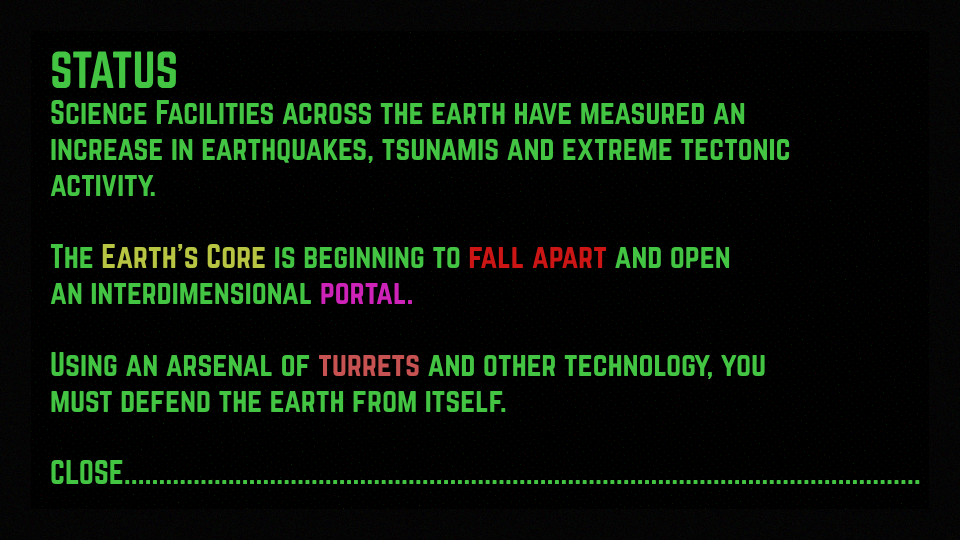 STATUS
SCIENCE FACILITIES ACROSS THE EARTH HAVE MEASURED AN
INCREASE IN EARTHQUAKES, TSUNAMIS AND EXTREME TECTONIC
ACTIVITY.
THE EARTH'S CORE IS BEGINNING TO FALL APART AND OPEN
AN INTERDIMENSIONAL PORTAL.
USING AN ARSENAL OF TURRETS AND OTHER TECHNOLOGY, YOU
MUST DEFEND THE EARTH FROM ITSELF.
CLOSE....................................................................................................................